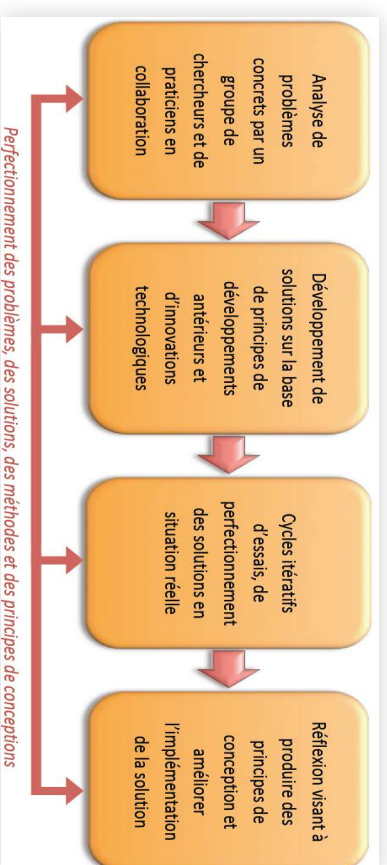 Analyse de
problèmes
concrets par un
groupe de
chercheurs et de
praticiens en
collaboration
Développement de
solutions sur la base
de principes de
développements
antérieurs et
d'innovations
technologiques
Cycles itératifs
d'essais, de
perfectionnement
des solutions en
situation réelle
Réflexion visant à
produire des
principes de
conception et
améliorer
l'implémentation
de la solution
Perfectionnement des problèmes, des solutions, des méthodes et des principes de conceptions